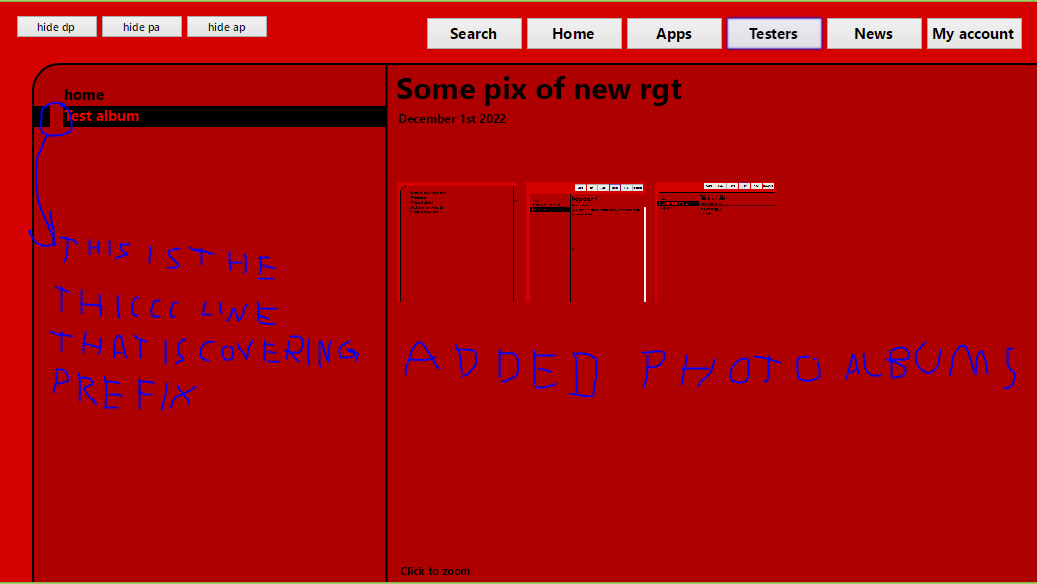 hide dp hide pa hide ap
Search Home Apps Testers News My account
home
Test album
THIS IS THE
THICCC LINE
THAT IS COVERING
PREFIX
Some pix of new rgt
December 1st 2022
ADDED PHOTO ALBUMS
Click to zoom